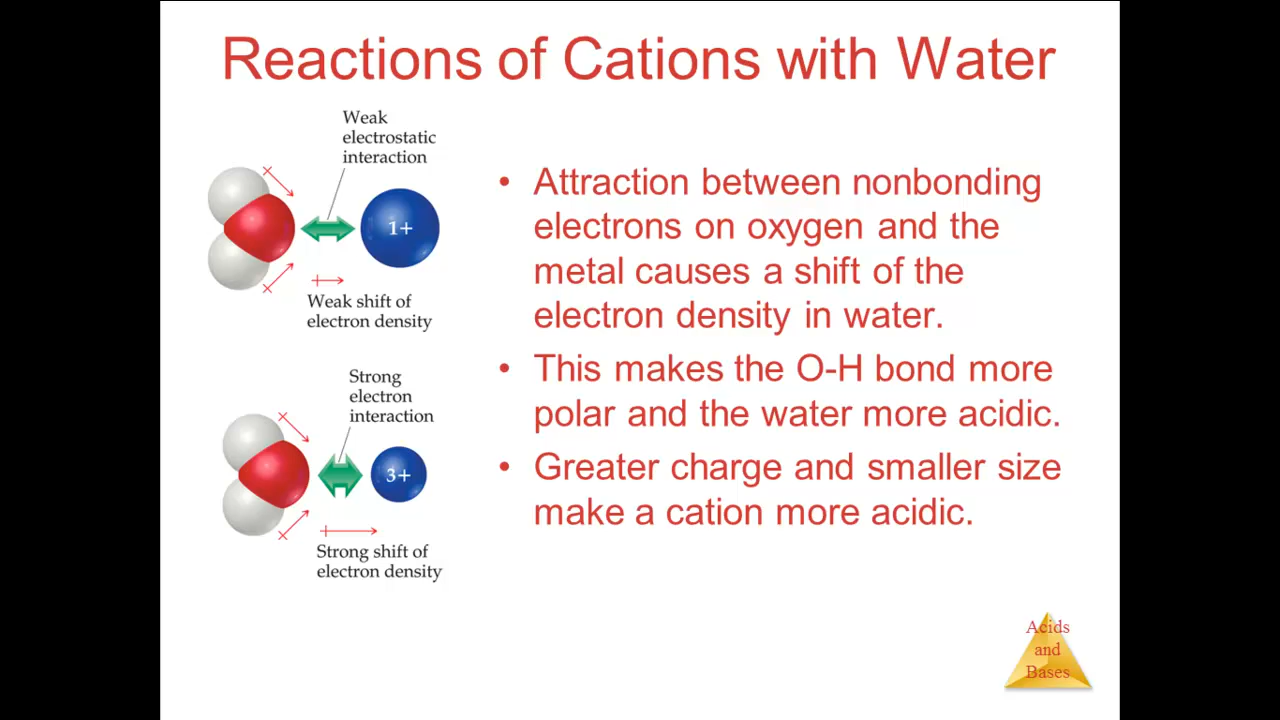 Reactions of Cations with Water
Weak
electrostatic
interaction
1+
Weak shift of
electron density
Strong
electron
interaction
3+
Strong shift of
electron density
• Attraction between nonbonding
electrons on oxygen and the
metal causes a shift of the
electron density in water.
• This makes the O-H bond more
polar and the water more acidic.
• Greater charge and smaller size
make a cation more acidic.
Acids
and
Bases